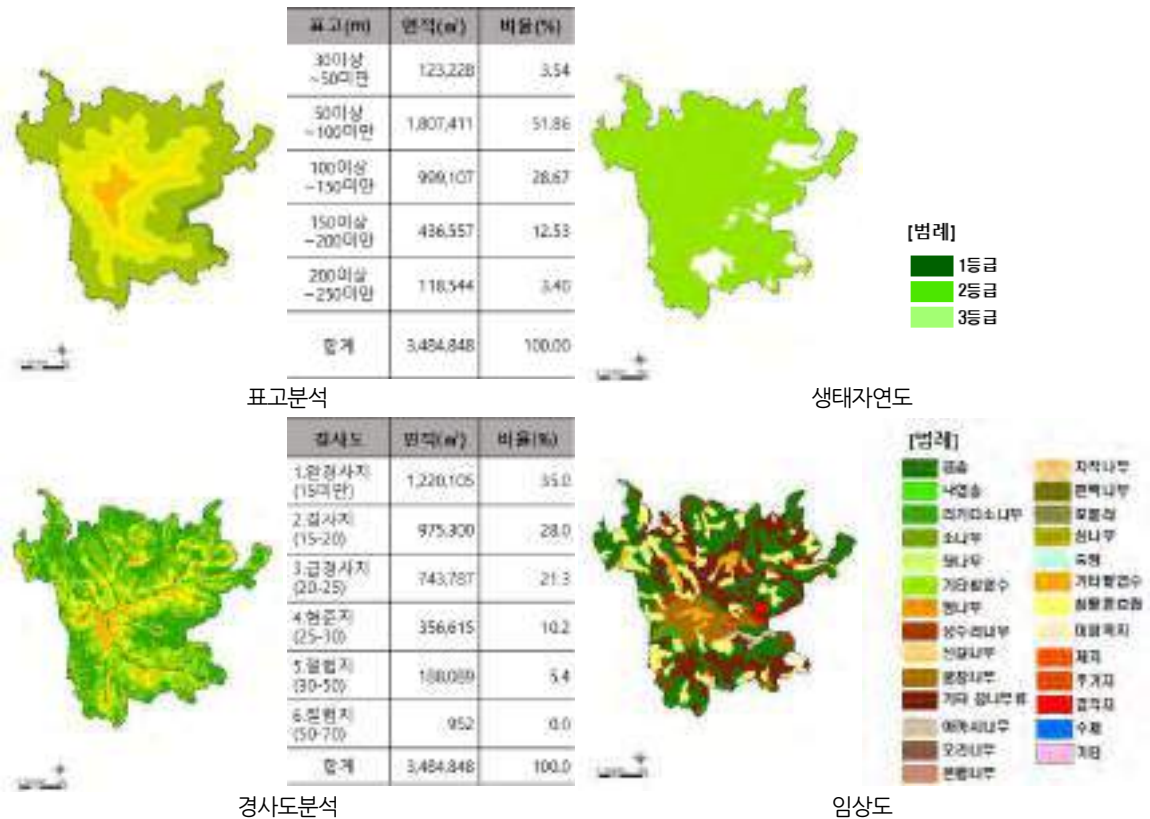 표고(m) 면적(㎡) 비율(%)
30이상 ~50미만 123,228 3.54
50이상 ~100미만 1,807,411 51.86
100이상 ~150미만 999,107 28.67
150이상 ~200미만 436,557 12.53
200이상 ~250미만 118,544 3.40
합계 3,484,848 100.00
[범례]
1등급
2등급
3등급
표고분석
생태자연도
경사도 면적(㎡) 비율(%)
1.완경사지 (15미만) 1,220,105 35.0
2.경사지 (15-20) 975,300 28.0
3.급경사지 (20-25) 743,787 21.3
4.험준지 (25-30) 356,615 10.2
5.절험지 (30-50) 188,089 5.4
6.절험지 (50-70) 952 0.0
합계 3,484,848 100.0
[범례]
곰솔
낙엽송
리기다소나무
소나무
잣나무
기타침엽수
밤나무
상수리나무
신갈나무
굴참나무
기타 참나무류
아까시나무
오리나무
자작나무
편백나무
포플러
죽림
기타활엽수
침활혼효림
미립목지
제지
주거지
경작지
수체
기타
경사도분석
임상도